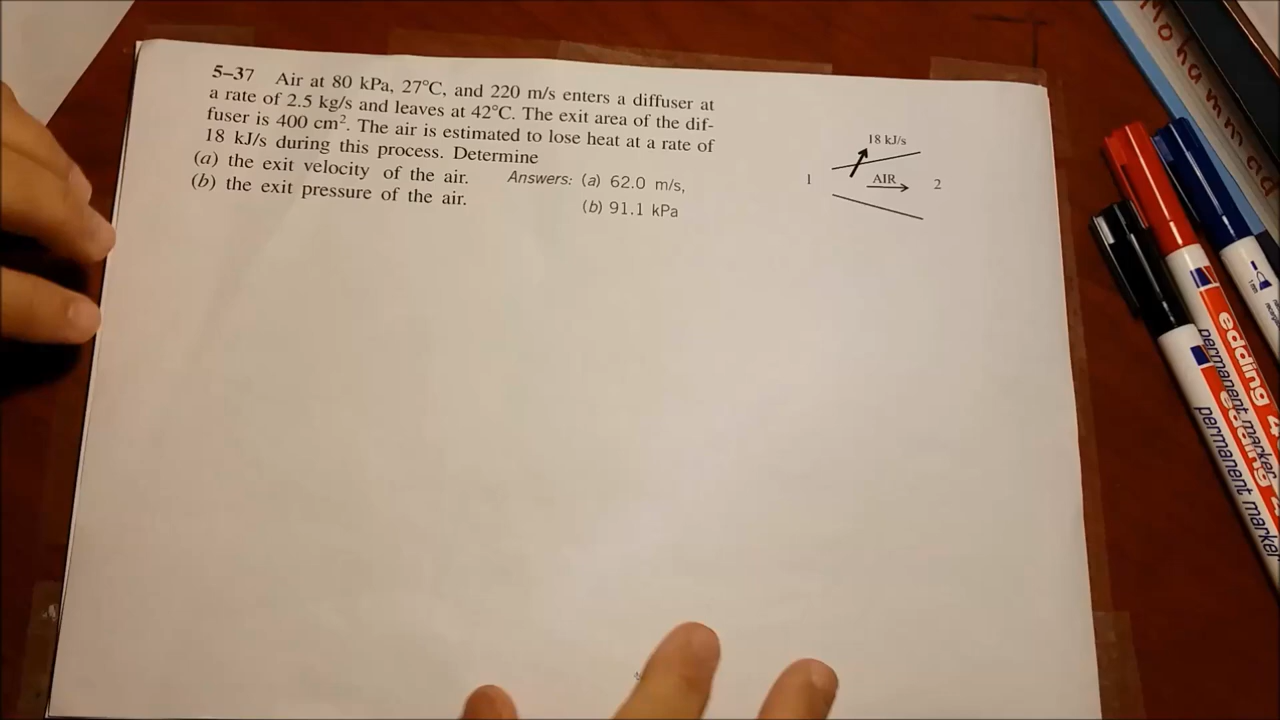 5–37 Air at 80 kPa, 27°C, and 220 m/s enters a diffuser at
a rate of 2.5 kg/s and leaves at 42°C. The exit area of the dif-
fuser is 400 cm². The air is estimated to lose heat at a rate of
18 kJ/s during this process. Determine
(a) the exit velocity of the air.
(b) the exit pressure of the air.
Answers: (a) 62.0 m/s,
(b) 91.1 kPa
18 kJ/s
1
AIR
2
Mohammad
edding
permanent marker
edding
permanent marker